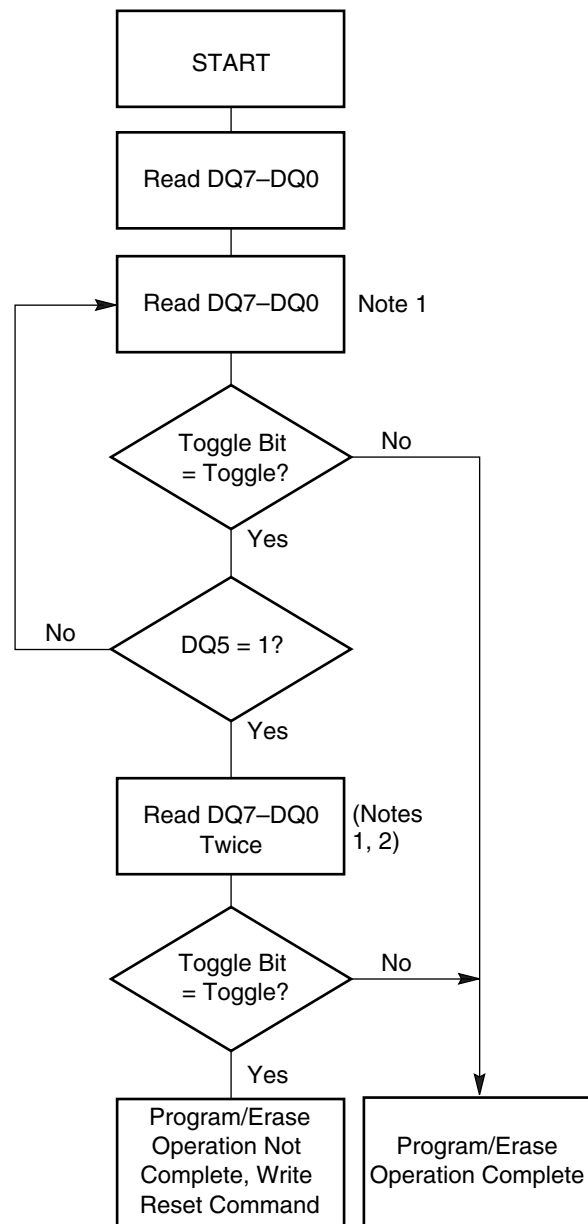 START
Read DQ7–DQ0
Read DQ7–DQ0
Note 1
Toggle Bit
= Toggle?
No
Yes
No
DQ5 = 1?
Yes
Read DQ7–DQ0
Twice
(Notes
1, 2)
Toggle Bit
= Toggle?
No
Yes
Program/Erase
Operation Not
Complete, Write
Reset Command
Program/Erase
Operation Complete